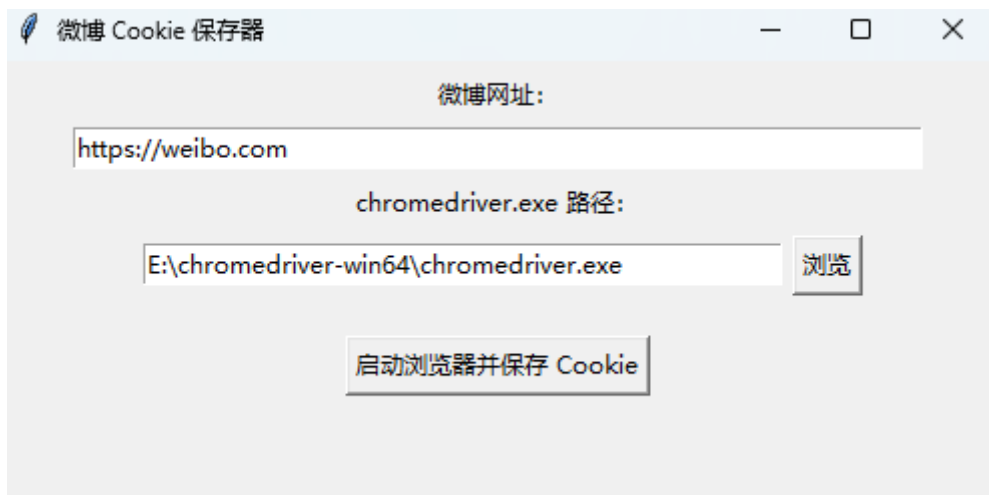 微博 Cookie 保存器
微博网址:
https://weibo.com
chromedriver.exe 路径:
E:\chromedriver-win64\chromedriver.exe 浏览
启动浏览器并保存 Cookie